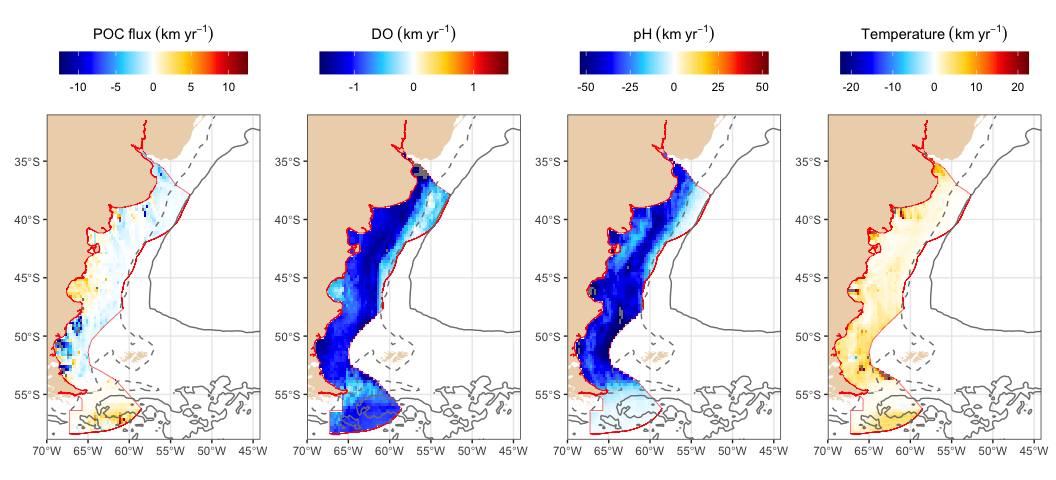 POC flux (km yr⁻¹)
-10 -5 0 5 10
DO (km yr⁻¹)
-1 0 1
pH (km yr⁻¹)
-50 -25 0 25 50
Temperature (km yr⁻¹)
-20 -10 0 10 20
35°S
40°S
45°S
50°S
55°S
70°W 65°W 60°W 55°W 50°W 45°W
35°S
40°S
45°S
50°S
55°S
70°W 65°W 60°W 55°W 50°W 45°W
35°S
40°S
45°S
50°S
55°S
70°W 65°W 60°W 55°W 50°W 45°W
35°S
40°S
45°S
50°S
55°S
70°W 65°W 60°W 55°W 50°W 45°W